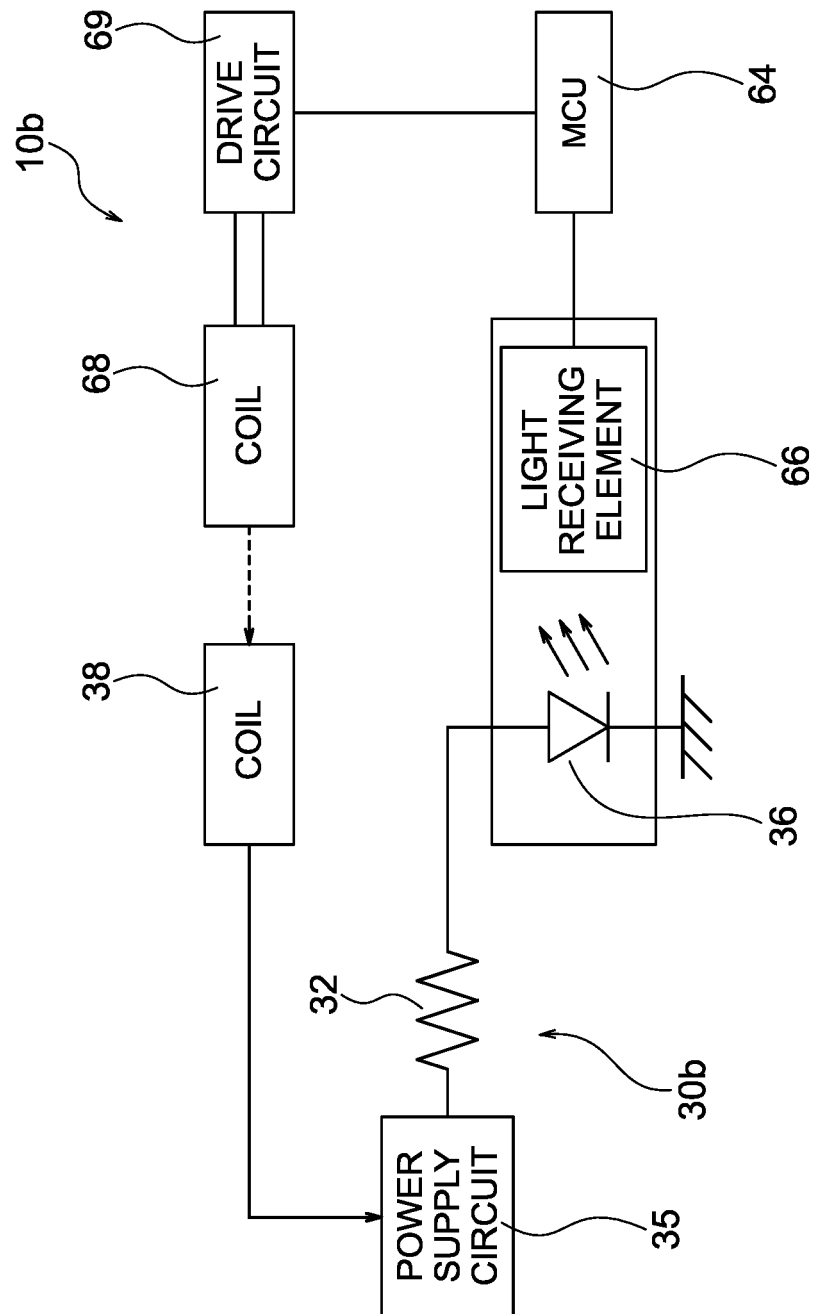 10b
38
COIL
68
COIL
69
DRIVE
CIRCUIT
32
POWER
SUPPLY
CIRCUIT
35
30b
36
LIGHT
RECEIVING
ELEMENT
66
MCU
64